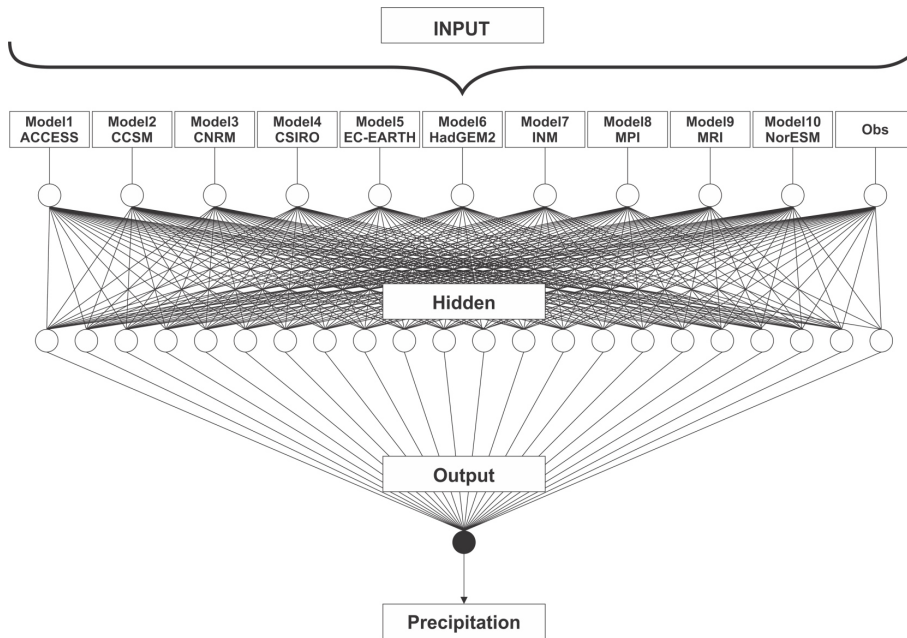 INPUT
Model1 ACCESS
Model2 CCSM
Model3 CNRM
Model4 CSIRO
Model5 EC-EARTH
Model6 HadGEM2
Model7 INM
Model8 MPI
Model9 MRI
Model10 NorESM
Obs
Hidden
Output
Precipitation